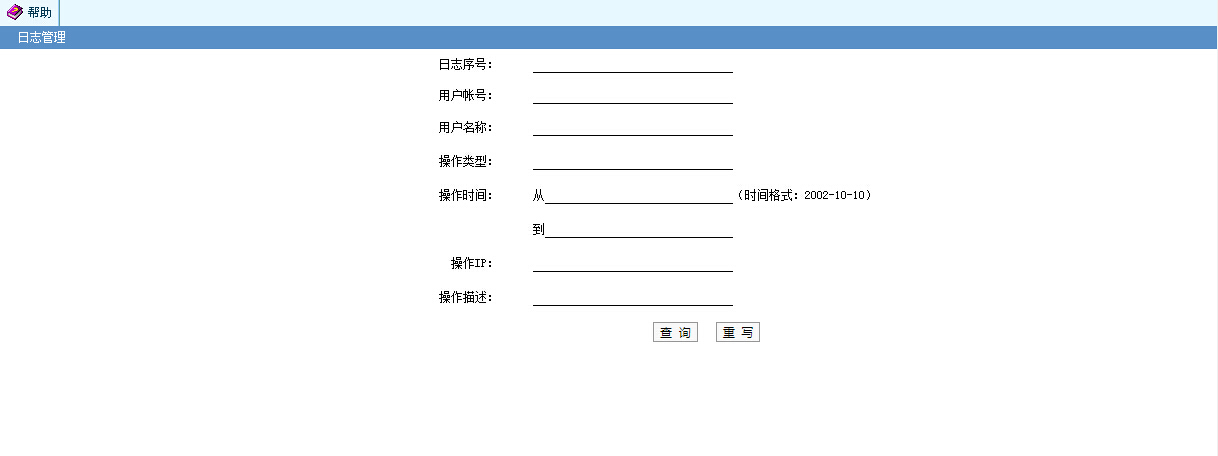 帮助
日志管理
日志序号：
用户帐号：
用户名称：
操作类型：
操作时间： 从 （时间格式：2002-10-10）
到
操作IP：
操作描述：
查 询 重 写